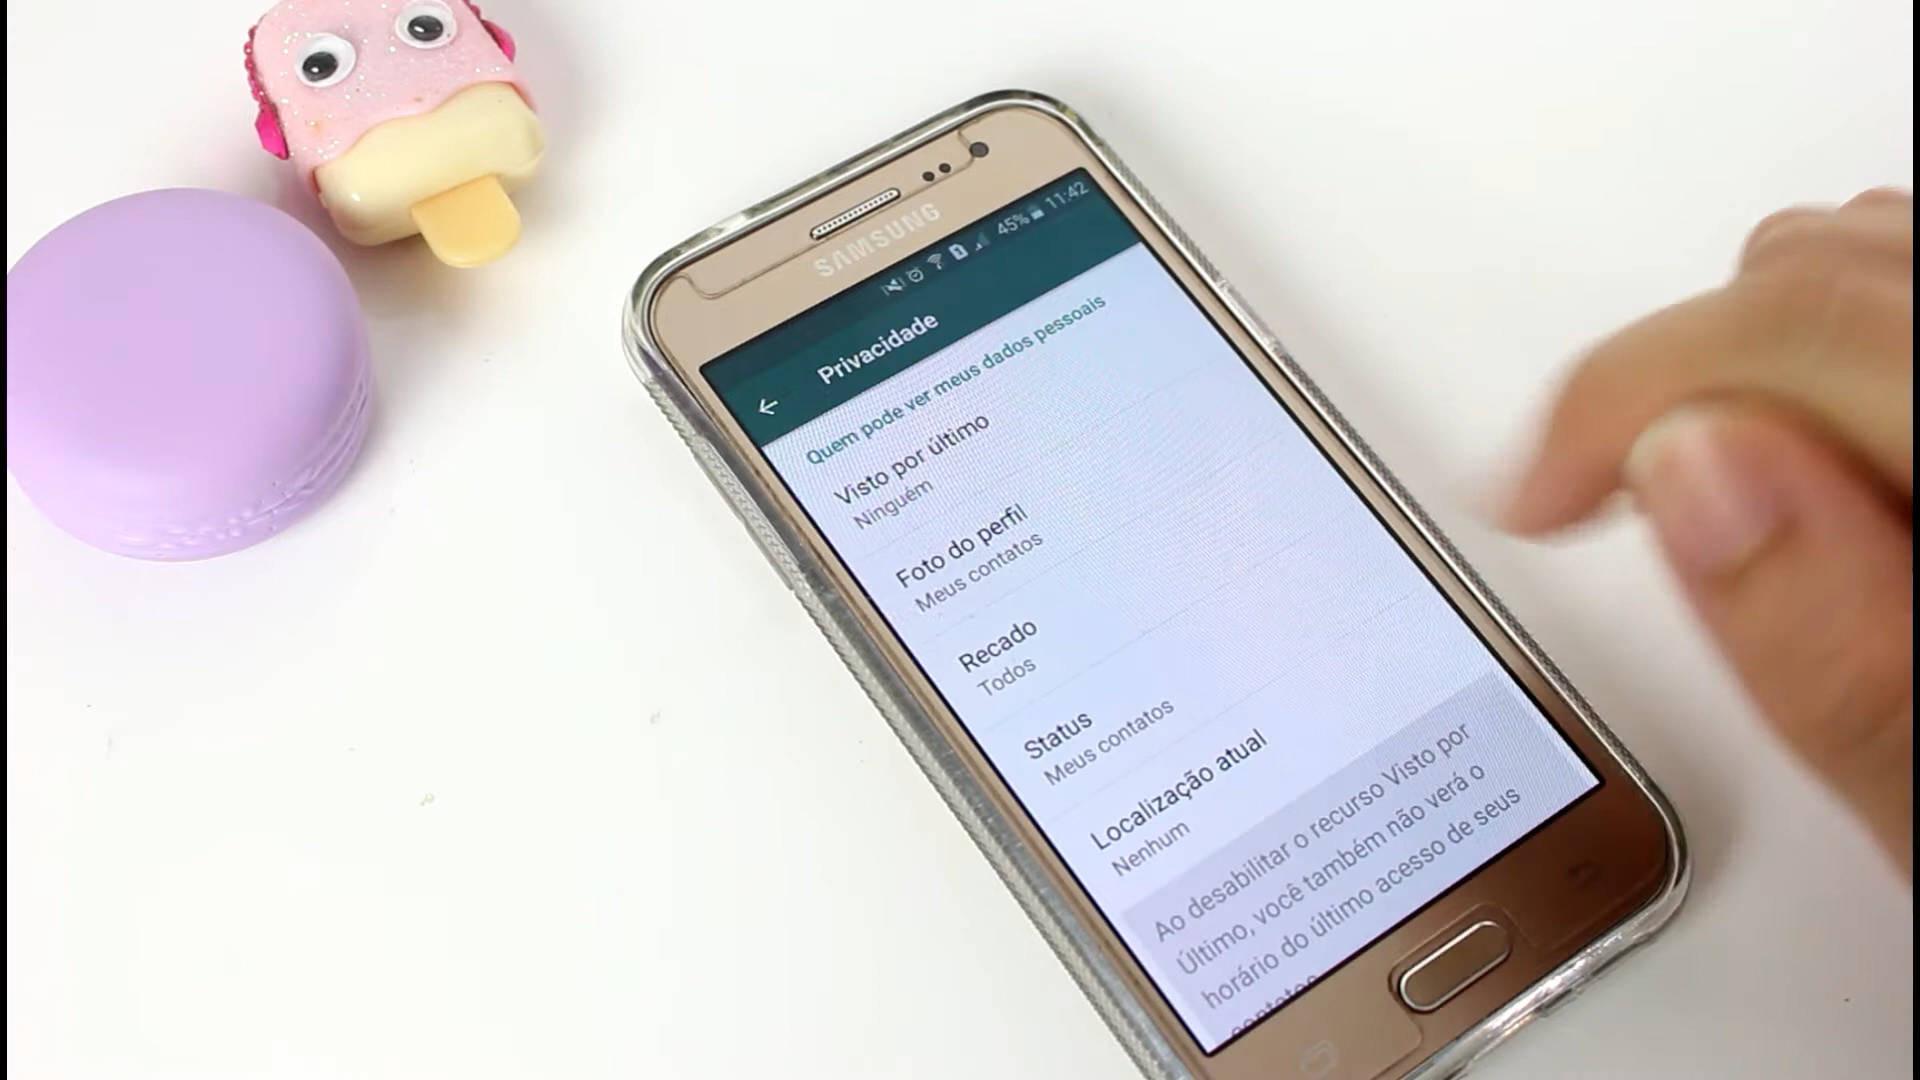 SAMSUNG
45% 11:42
Privacidade
Quem pode ver meus dados pessoais
Visto por último
Ninguém
Foto do perfil
Meus contatos
Recado
Todos
Status
Meus contatos
Localização atual
Nenhum
Ao desabilitar o recurso Visto por
Último, você também não verá o
horário do último acesso de seus
contatos